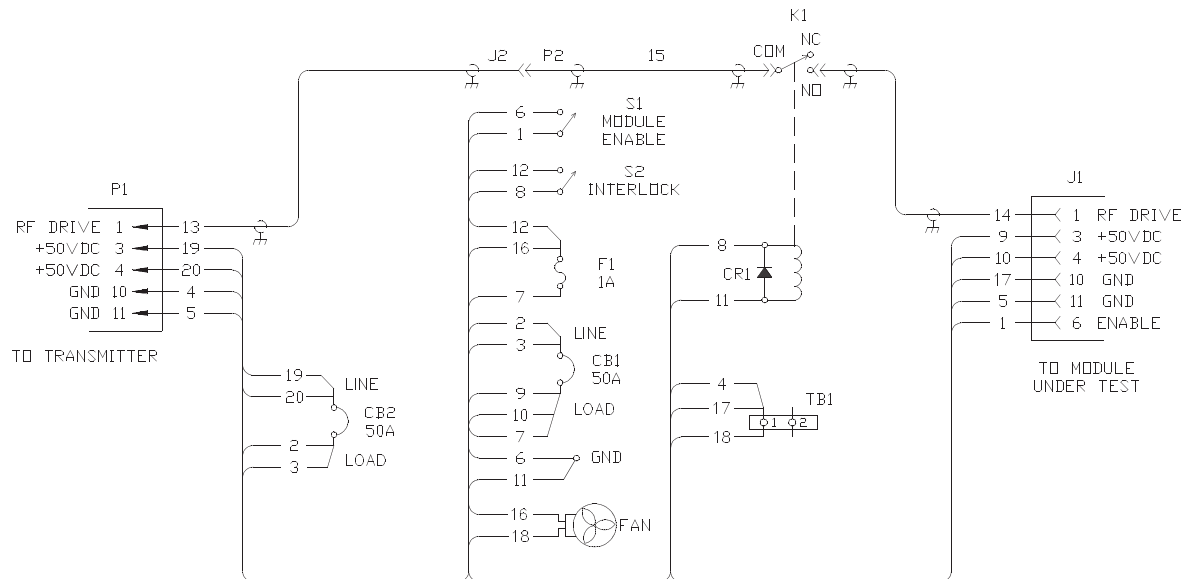 K1
NC
COM
NO
J2
P2
15
6
1
S1
MODULE
ENABLE
12
8
S2
INTERLOCK
P1
RF DRIVE 1 13
+50VDC 3 19
+50VDC 4 20
GND 10 4
GND 11 5
TO TRANSMITTER
12
16
7
F1
1A
2
3
LINE
CB1
50A
9
10
7
LOAD
6
11
GND
16
18
FAN
19
20
LINE
CB2
50A
2
3
LOAD
8
CR1
11
4
17
18
TB1
1 2
J1
14 1 RF DRIVE
9 3 +50VDC
10 4 +50VDC
17 10 GND
5 11 GND
1 6 ENABLE
TO MODULE
UNDER TEST